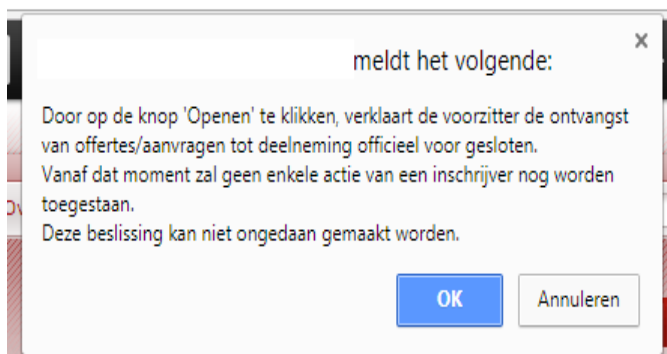 meldt het volgende:
Door op de knop 'Openen' te klikken, verklaart de voorzitter de ontvangst
van offertes/aanvragen tot deelneming officieel voor gesloten.
Vanaf dat moment zal geen enkele actie van een inschrijver nog worden
toegestaan.
Deze beslissing kan niet ongedaan gemaakt worden.
OK
Annuleren